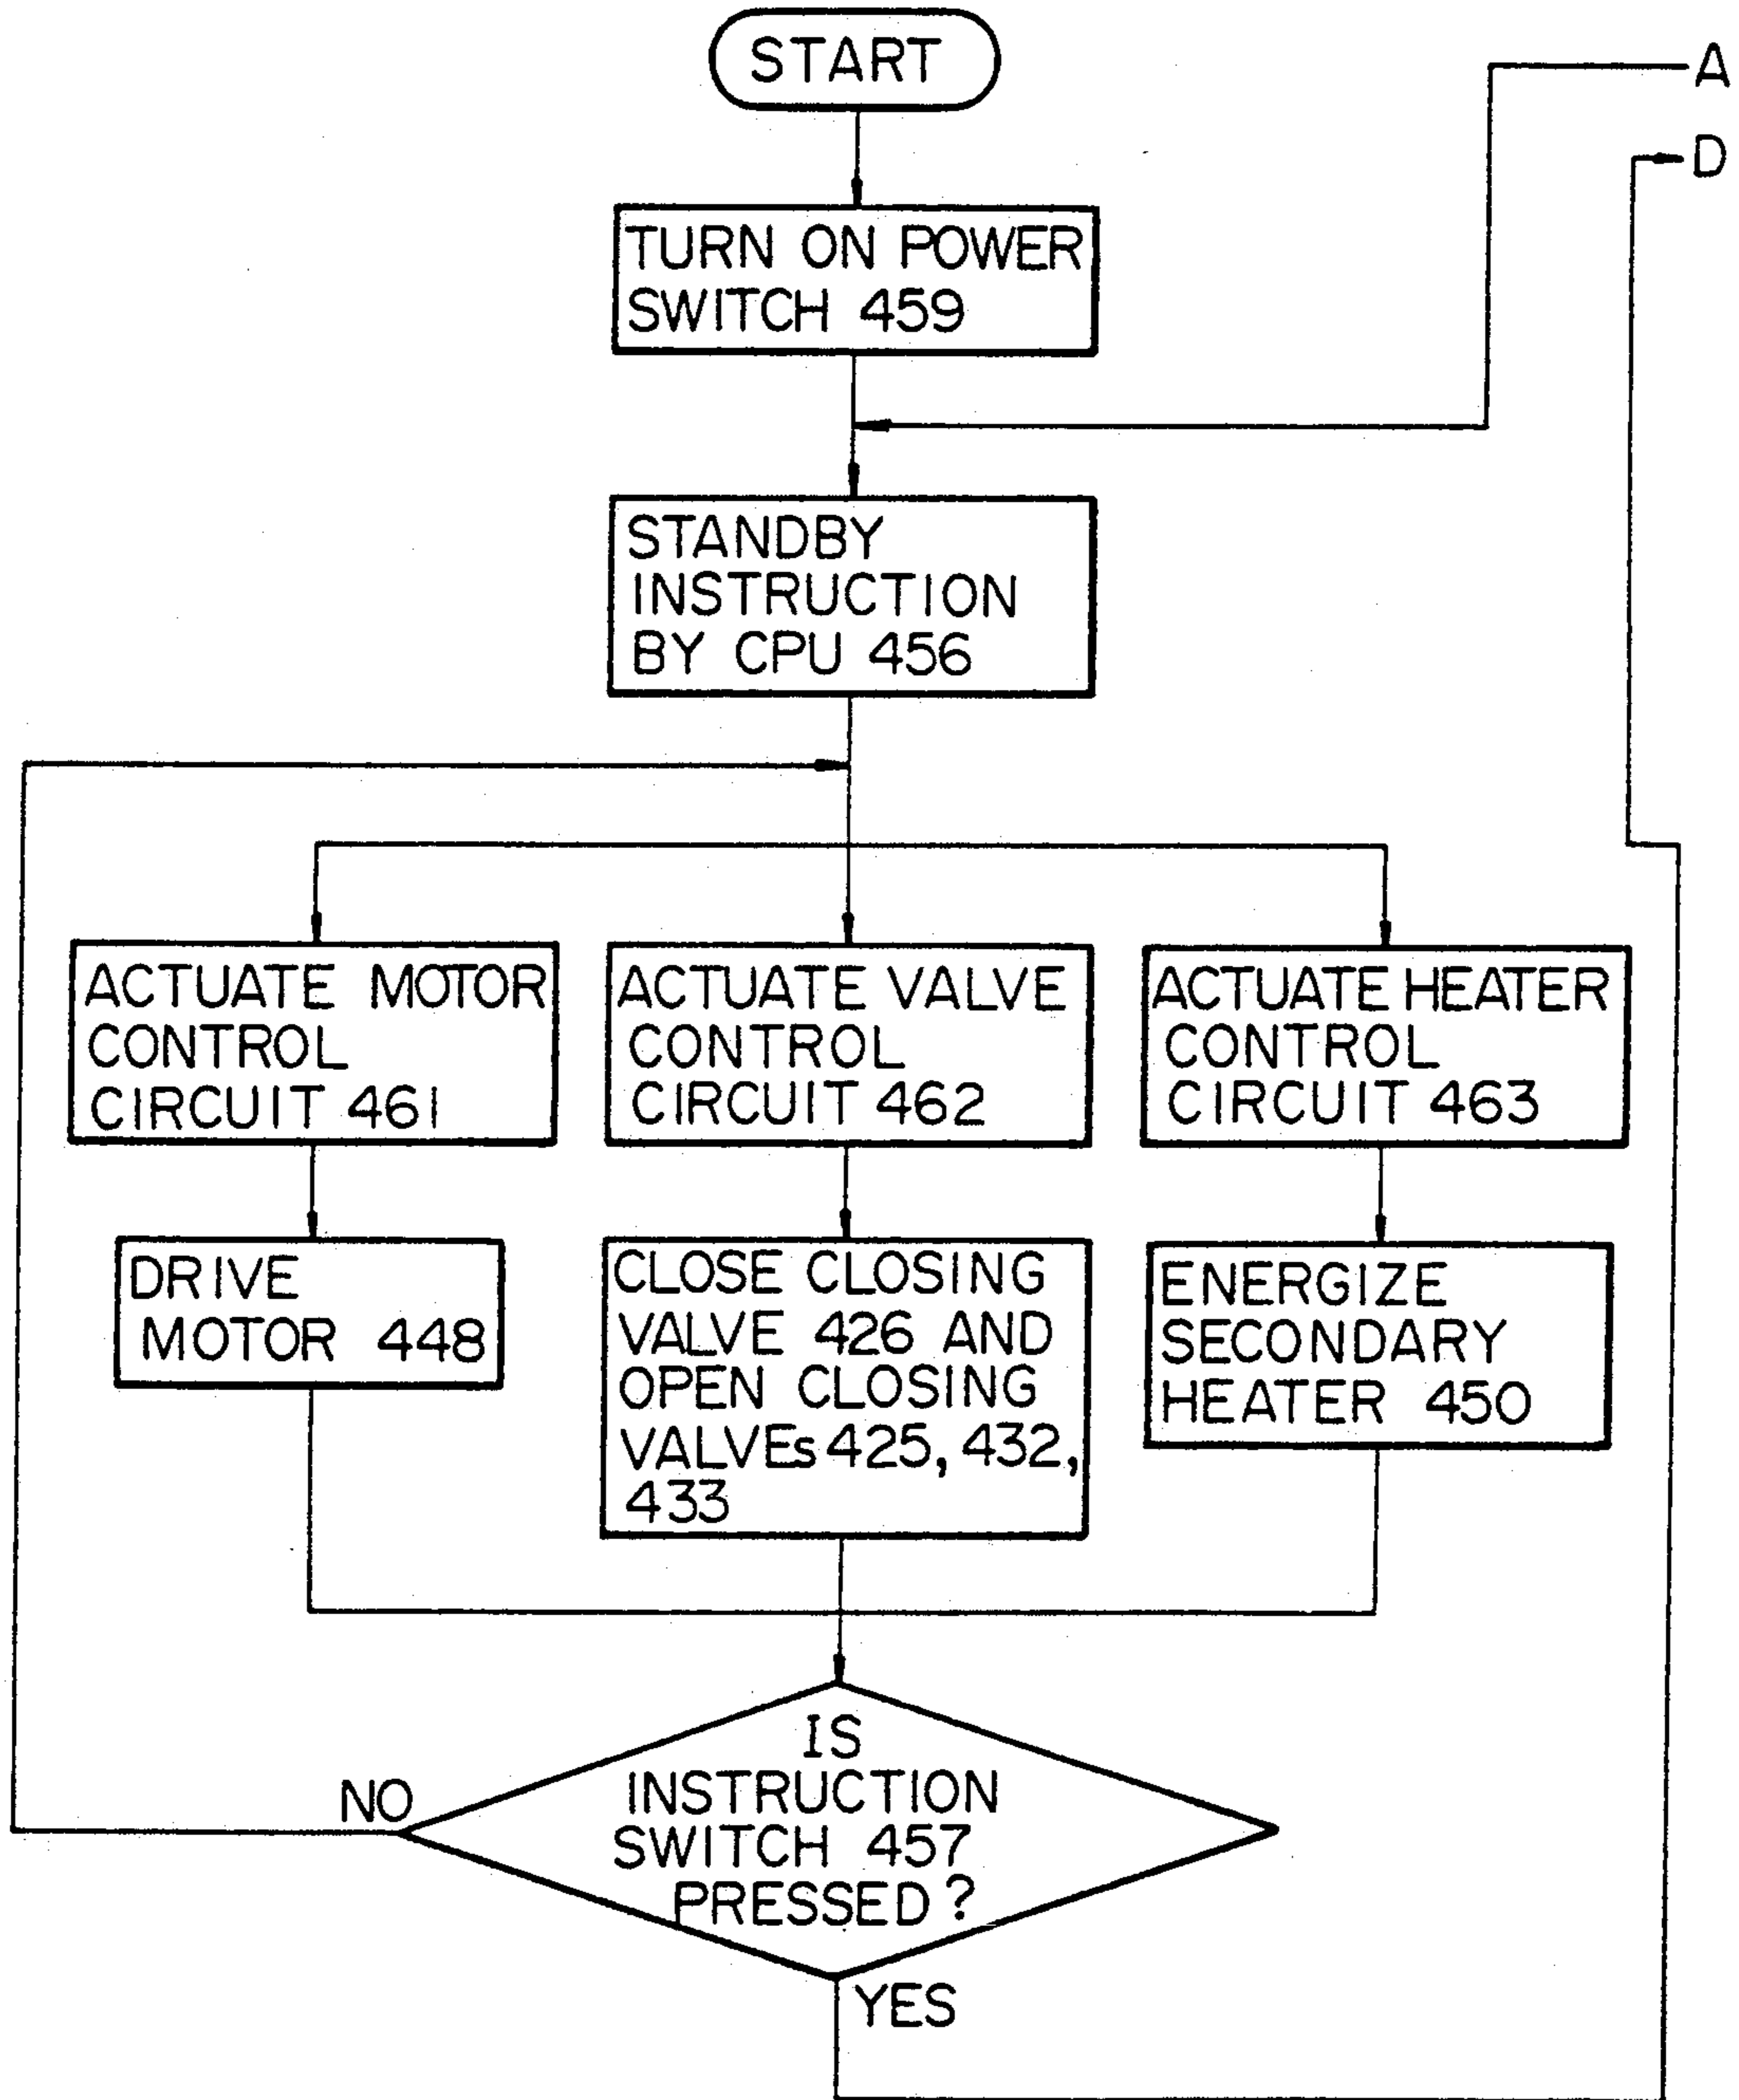 START
A
D
TURN ON POWER
SWITCH 459
STANDBY
INSTRUCTION
BY CPU 456
ACTUATE MOTOR
CONTROL
CIRCUIT 461
ACTUATE VALVE
CONTROL
CIRCUIT 462
ACTUATE HEATER
CONTROL
CIRCUIT 463
DRIVE
MOTOR 448
CLOSE CLOSING
VALVE 426 AND
OPEN CLOSING
VALVEs 425, 432,
433
ENERGIZE
SECONDARY
HEATER 450
IS
INSTRUCTION
SWITCH 457
PRESSED?
NO
YES